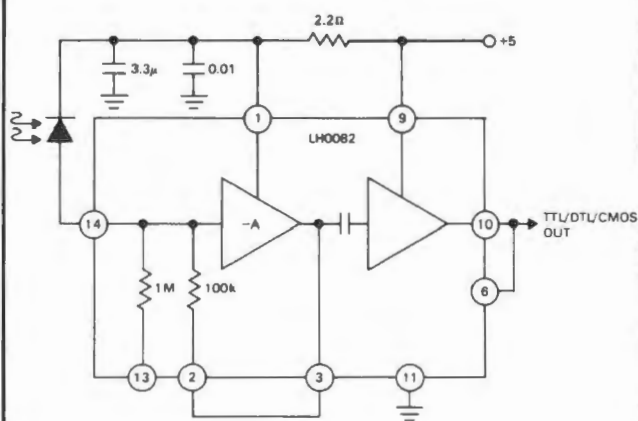 2.2Ω
+5
3.3μ
0.01
1
9
LH0082
14
-A
10
TTL/DTL/CMOS
OUT
1M
100k
6
13
2
3
11